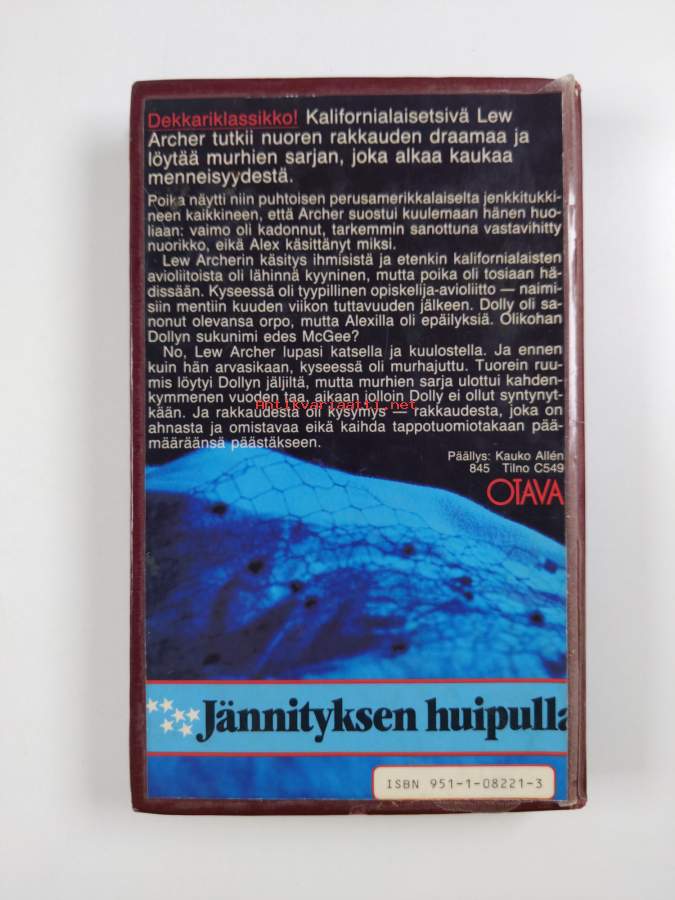 Dekkariklassikko! Kalifornialaisetsivä Lew
Archer tutkii nuoren rakkauden draamaa ja
löytää murhien sarjan, joka alkaa kaukaa
menneisyydestä.
Poika näytti niin puhtoisen perusamerikkalaiselta jenkkitukki-
neen kaikkineen, että Archer suostui kuulemaan hänen huo-
liaan: vaimo oli kadonnut, tarkemmin sanottuna vastavihitty
nuorikko, eikä Alex käsittänyt miksi.
Lew Archerin käsitys ihmisistä ja etenkin kalifornialaisten
avioliitoista oli lähinnä kyyninen, mutta poika oli tosiaan hä-
dissään. Kyseessä oli tyypillinen opiskelija-avioliitto — naimi-
siin mentiin kuuden viikon tuttavuuden jälkeen. Dolly oli sa-
nonut olevansa orpo, mutta Alexilla oli epäilyksiä. Olikohan
Dollyn sukunimi edes McGee?
No, Lew Archer lupasi katsella ja kuulostella. Ja ennen
kuin hän arvasikaan, kyseessä oli murhajuttu. Tuorein ruu-
mis löytyi Dollyn jäljiltä, mutta murhien sarja ulottui kahden-
kymmenen vuoden taa, aikaan jolloin Dolly ei ollut syntynyt-
kään. Ja rakkaudesta oli kysymys — rakkaudesta, joka on
ahnasta ja omistavaa eikä kaihda tappotuomiotakaan pää-
määräänsä päästäkseen.
Antikvariaatti.net
Päällys: Kauko Allén
845 Tilno C549
OTAVA
Jännityksen huipulla
ISBN 951-1-08221-3